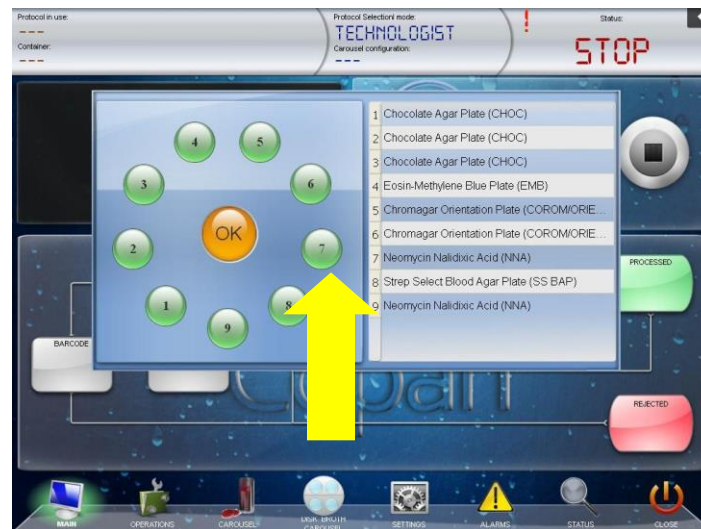 Protocol in use:
---
Container:
---
Protocol Selectionl mode:
TECHNOLOGIST
Carousel configuration:
---
!
Status:
STOP
4
5
3
6
OK
2
7
1
8
9
1 Chocolate Agar Plate (CHOC)
2 Chocolate Agar Plate (CHOC)
3 Chocolate Agar Plate (CHOC)
4 Eosin-Methylene Blue Plate (EMB)
5 Chromagar Orientation Plate (COROM/ORIE...
6 Chromagar Orientation Plate (COROM/ORIE...
7 Neomycin Nalidixic Acid (NNA)
8 Strep Select Blood Agar Plate (SS BAP)
9 Neomycin Nalidixic Acid (NNA)
PROCESSED
BARCODE
Copan
REJECTED
MAIN
OPERATIONS
CAROUSEL
DISK BROTH
CAROUSEL
SETTINGS
ALARMS
STATUS
CLOSE